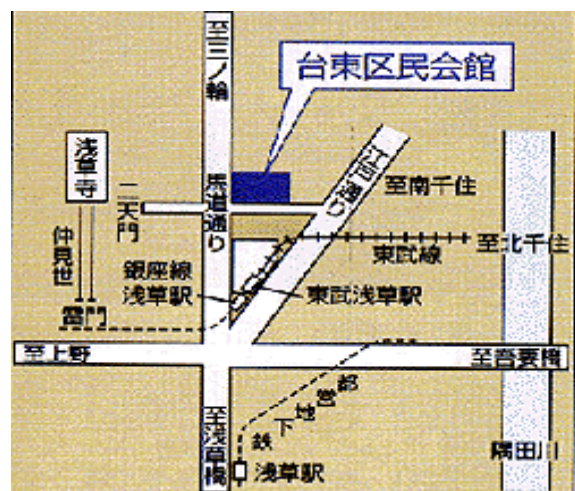 至三ノ輪
台東区民会館
浅草寺
二天門
馬道通り
江戸通り
至南千住
仲見世
東武線
至北千住
銀座線
浅草駅
東武浅草駅
雷門
至上野
至吾妻橋
至浅草橋
都営地下鉄
浅草駅
隅田川